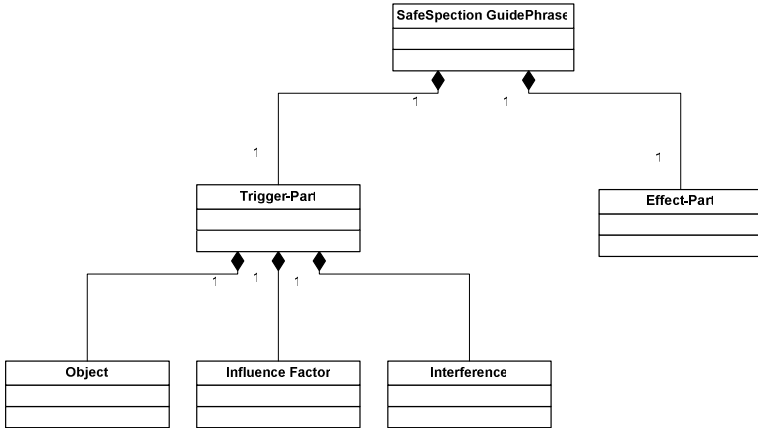 SafeSpection GuidePhrase
1
1
1
1
Trigger-Part
Effect-Part
1
1
1
Object
Influence Factor
Interference